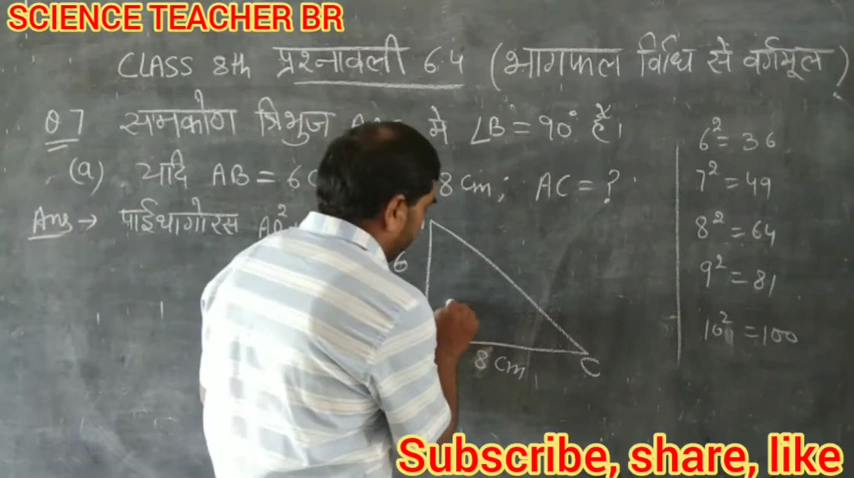 SCIENCE TEACHER BR
CLASS 8th प्रश्नावली 6.4 (भागफल विधि से वर्गमूल)
Q 7 समकोण त्रिभुज में ∠B = 90° है।
(a) यदि AB = 6 8 cm; AC = ?
Ans → पाईथागोरस
6
8 cm
C
6² = 36
7² = 49
8² = 64
9² = 81
10² = 100
Subscribe, share, like